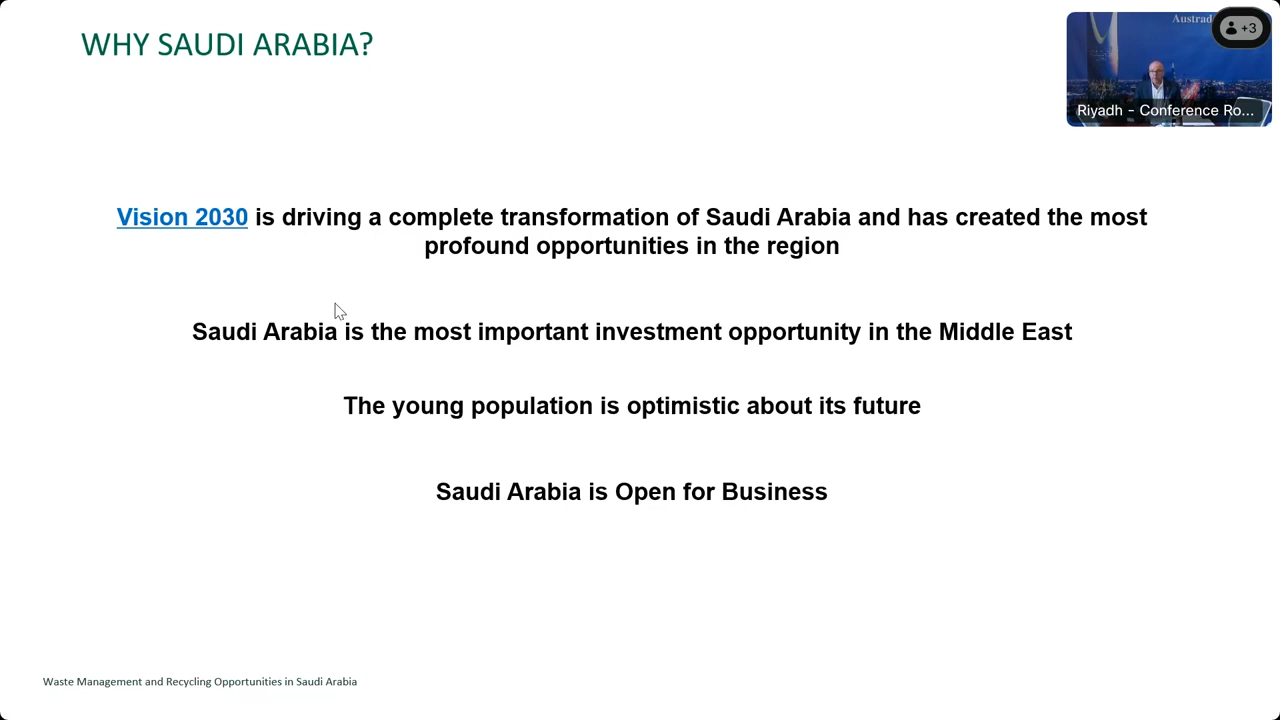 WHY SAUDI ARABIA?
Austrad
+3
Riyadh - Conference Ro...
Vision 2030 is driving a complete transformation of Saudi Arabia and has created the most
profound opportunities in the region
Saudi Arabia is the most important investment opportunity in the Middle East
The young population is optimistic about its future
Saudi Arabia is Open for Business
Waste Management and Recycling Opportunities in Saudi Arabia